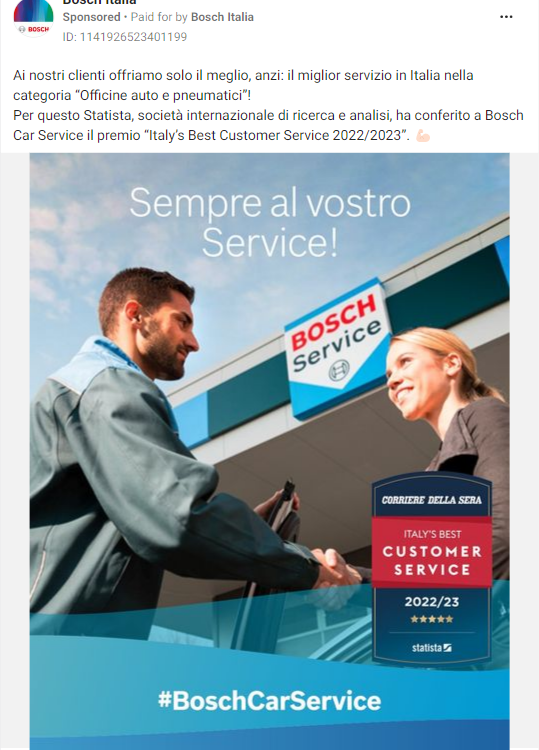 Bosch Italia
Sponsored • Paid for by Bosch Italia
BOSCH
ID: 1141926523401199
Ai nostri clienti offriamo solo il meglio, anzi: il miglior servizio in Italia nella
categoria “Officine auto e pneumatici”!
Per questo Statista, società internazionale di ricerca e analisi, ha conferito a Bosch
Car Service il premio “Italy’s Best Customer Service 2022/2023”. 💪🏻
Sempre al vostro
Service!
BOSCH
Service
CORRIERE DELLA SERA
ITALY'S BEST
CUSTOMER
SERVICE
2022/23
★★★★★
statista
#BoschCarService